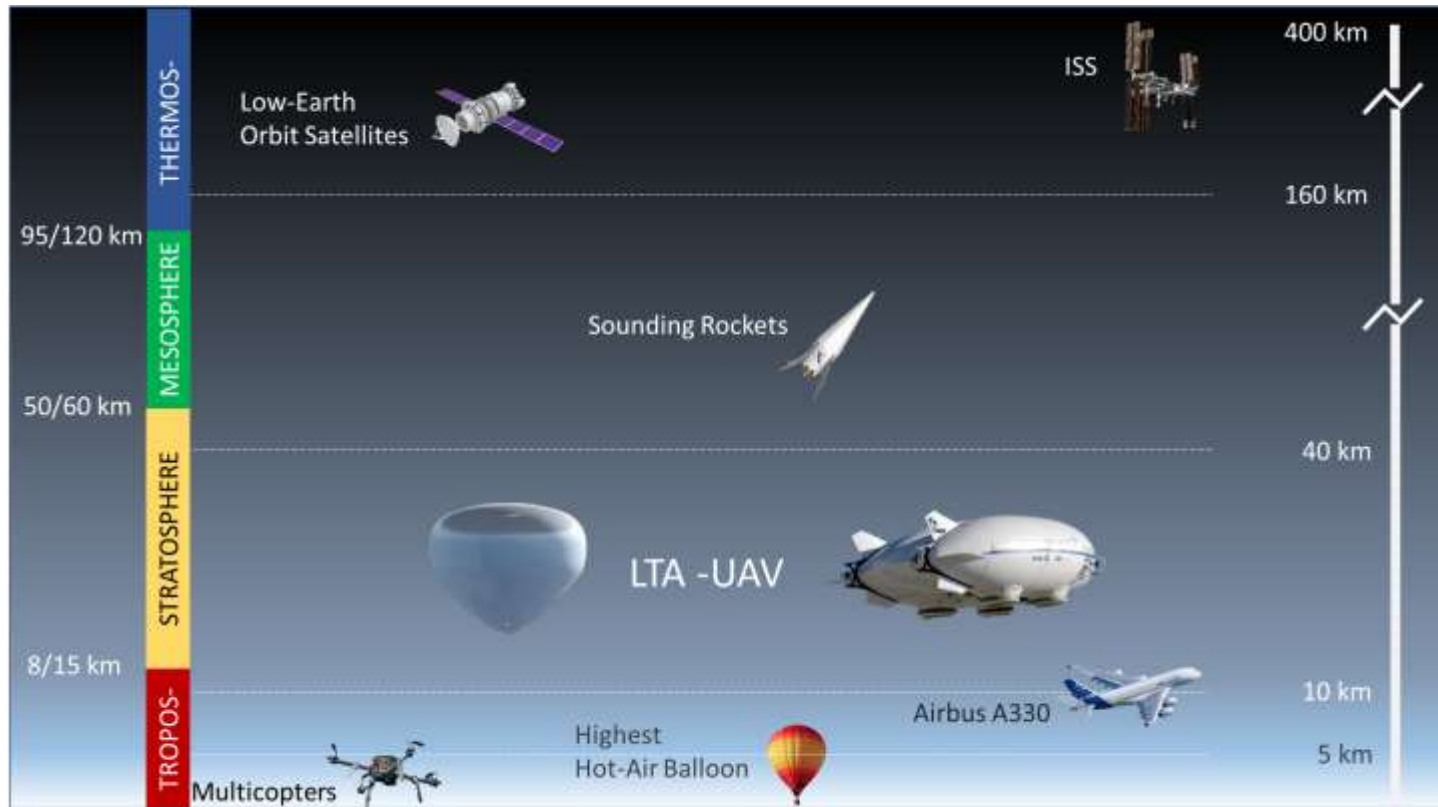 THERMOS-
MESOSPHERE
STRATOSPHERE
TROPOS-
95/120 km
50/60 km
8/15 km
Low-Earth
Orbit Satellites
ISS
Sounding Rockets
LTA -UAV
Airbus A330
Highest
Hot-Air Balloon
Multicopters
400 km
160 km
40 km
10 km
5 km